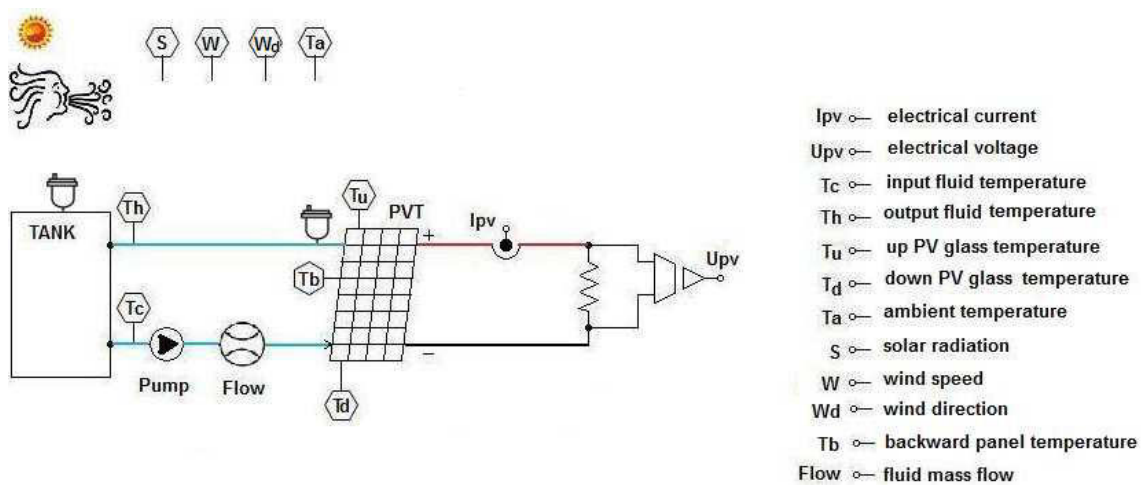 S W Wd Ta
Tu
PVT
Ipv
Th
TANK
+
Upv
Tb
Tc
−
Pump
Flow
Td
Ipv electrical current
Upv electrical voltage
Tc input fluid temperature
Th output fluid temperature
Tu up PV glass temperature
Td down PV glass temperature
Ta ambient temperature
S solar radiation
W wind speed
Wd wind direction
Tb backward panel temperature
Flow fluid mass flow